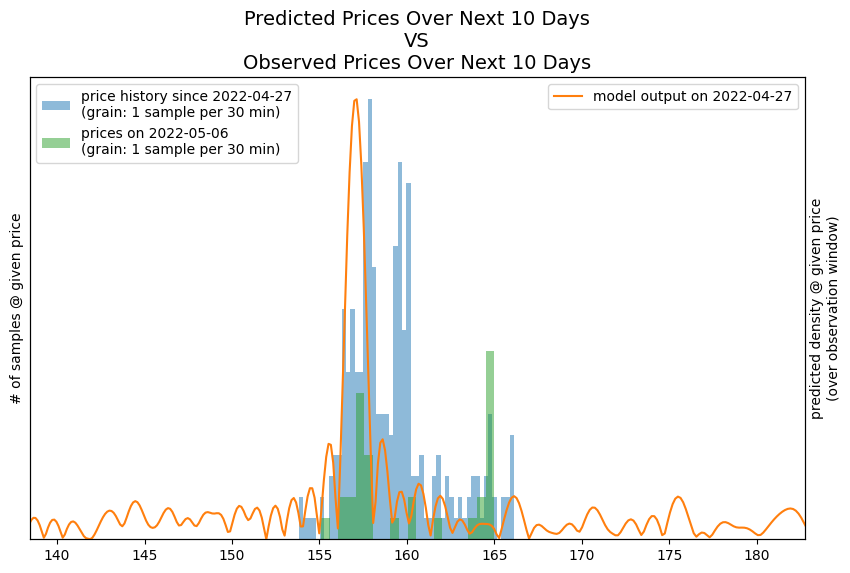 Predicted Prices Over Next 10 Days
VS
Observed Prices Over Next 10 Days
price history since 2022-04-27
(grain: 1 sample per 30 min)
prices on 2022-05-06
(grain: 1 sample per 30 min)
model output on 2022-04-27
# of samples @ given price
predicted density @ given price
(over observation window)
140 145 150 155 160 165 170 175 180